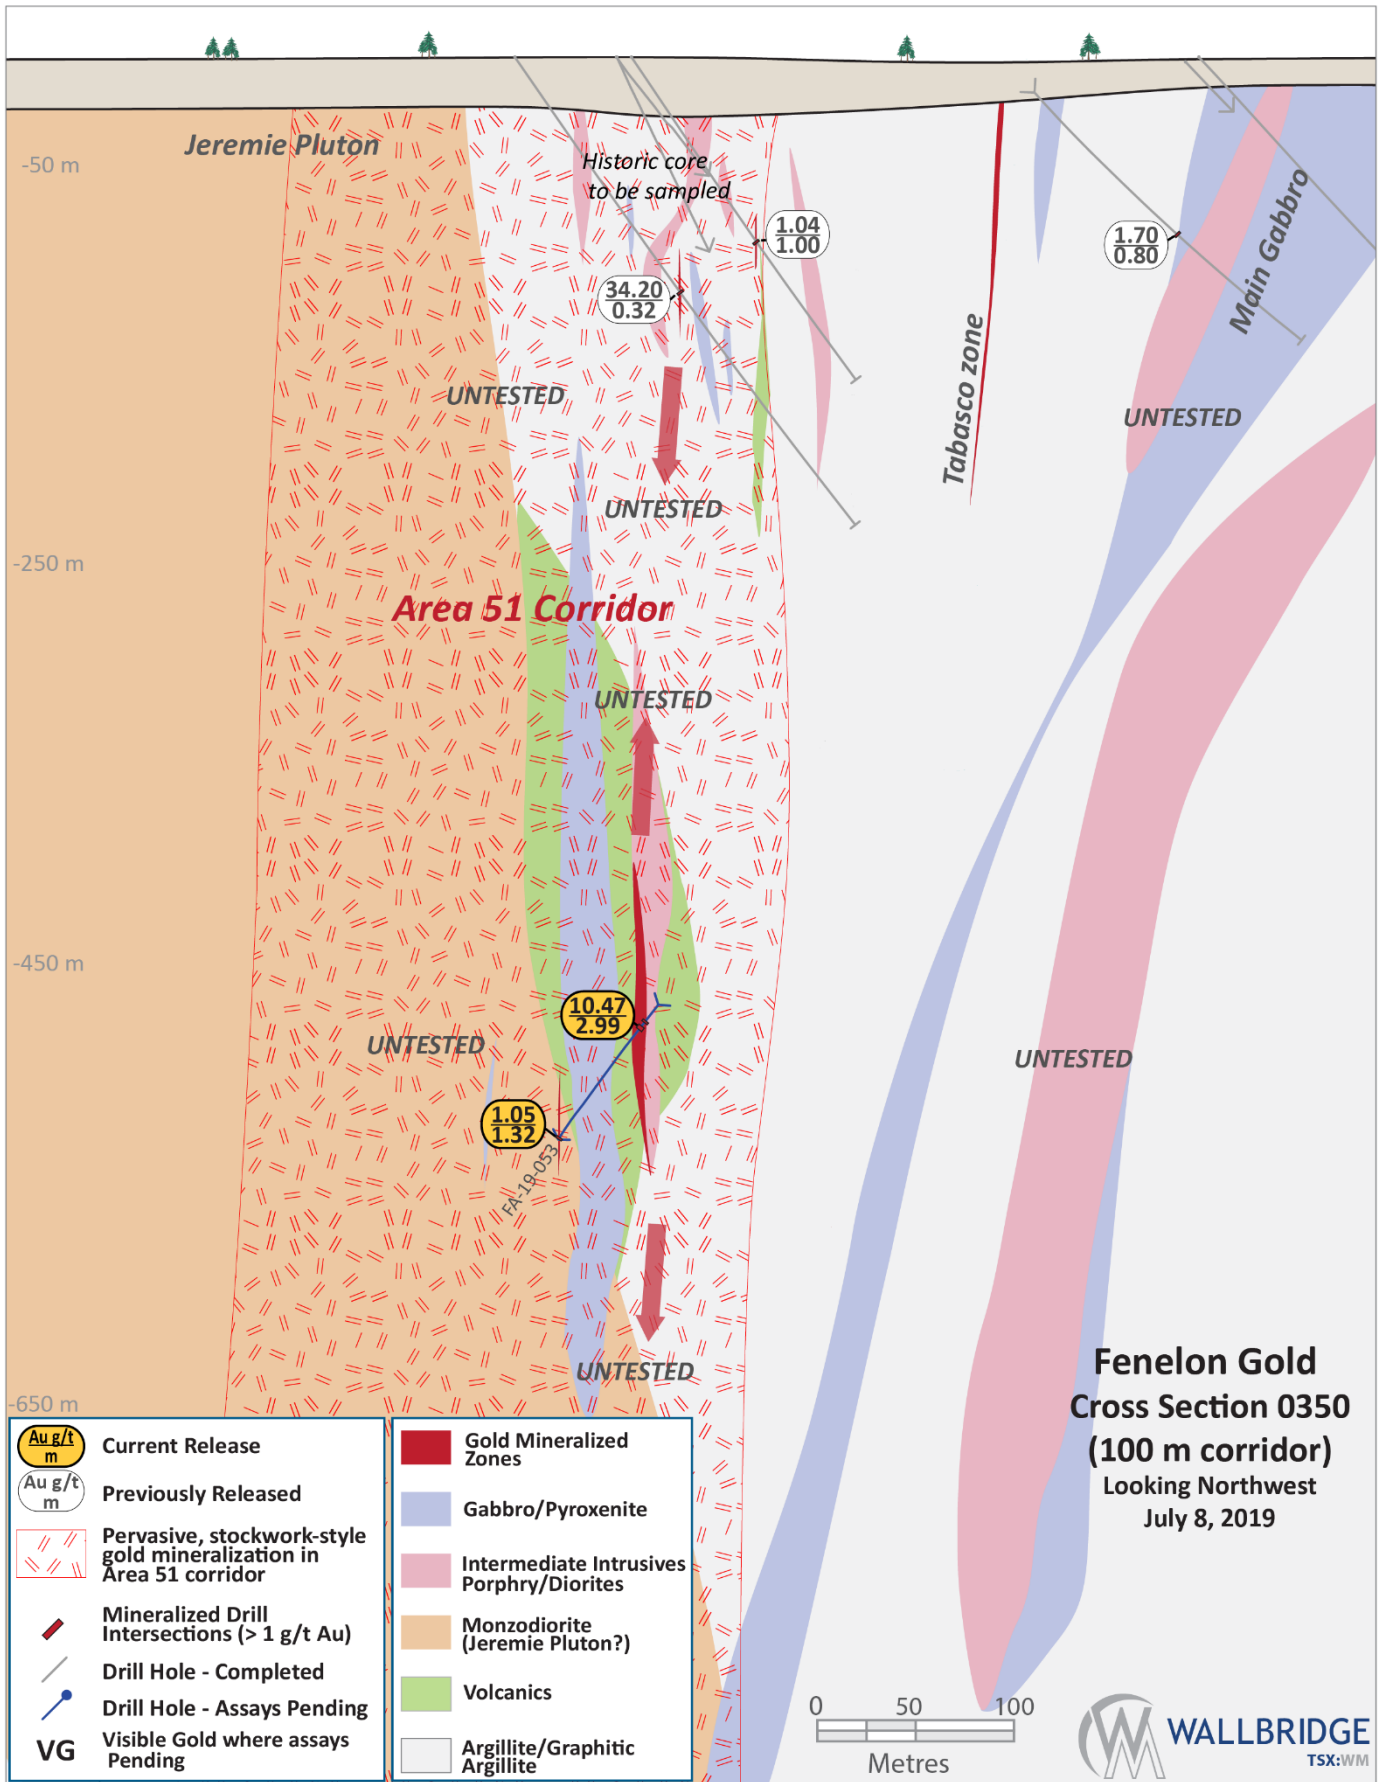 Jeremie Pluton
-50 m
Historic core
to be sampled
1.04
1.00
34.20
0.32
1.70
0.80
Main Gabbro
Tabasco zone
UNTESTED
UNTESTED
UNTESTED
-250 m
Area 51 Corridor
UNTESTED
-450 m
10.47
2.99
UNTESTED
UNTESTED
1.05
1.32
FA-19-053
UNTESTED
-650 m
Fenelon Gold
Cross Section 0350
(100 m corridor)
Looking Northwest
July 8, 2019
Au g/t
m
Current Release
Au g/t
m
Previously Released
Pervasive, stockwork-style
gold mineralization in
Area 51 corridor
Mineralized Drill
Intersections (> 1 g/t Au)
Drill Hole - Completed
Drill Hole - Assays Pending
VG
Visible Gold where assays
Pending
Gold Mineralized
Zones
Gabbro/Pyroxenite
Intermediate Intrusives
Porphry/Diorites
Monzodiorite
(Jeremie Pluton?)
Volcanics
Argillite/Graphitic
Argillite
0 50 100
Metres
WALLBRIDGE
TSX:WM